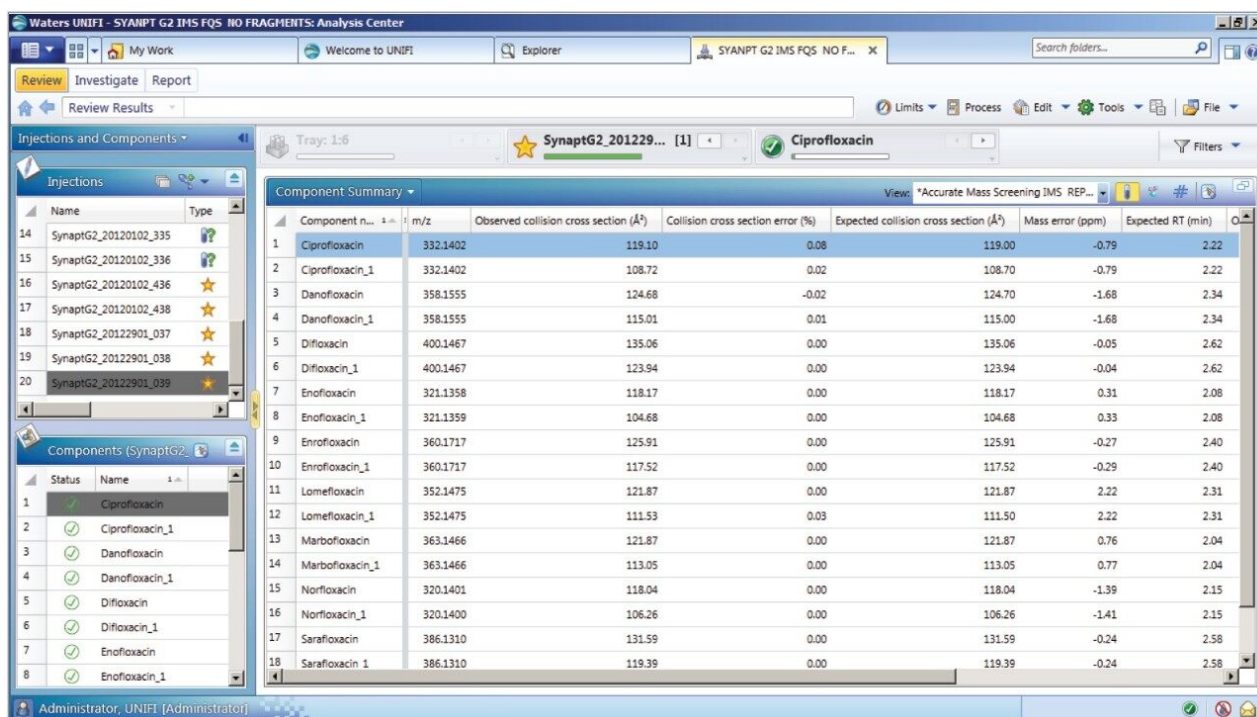 Waters UNIFI - SYANPT G2 IMS FQS NO FRAGMENTS: Analysis Center
My Work Welcome to UNIFI Explorer SYANPT G2 IMS FQS NO F... Search folders...
Review Investigate Report
Review Results Limits Process Edit Tools File
Injections and Components Tray: 1:6 SynaptG2_201229... [1] Ciprofloxacin Filters
Injections
Name Type
14 SynaptG2_20120102_335
15 SynaptG2_20120102_336
16 SynaptG2_20120102_436
17 SynaptG2_20120102_438
18 SynaptG2_20122901_037
19 SynaptG2_20122901_038
20 SynaptG2_20122901_039
Components (SynaptG2_
Status Name 1
1 Ciprofloxacin
2 Ciprofloxacin_1
3 Danofloxacin
4 Danofloxacin_1
5 Difloxacin
6 Difloxacin_1
7 Enofloxacin
8 Enofloxacin_1
Component Summary View: *Accurate Mass Screening IMS REP... #
Component n... 1 m/z Observed collision cross section (Å²) Collision cross section error (%) Expected collision cross section (Å²) Mass error (ppm) Expected RT (min)
1 Ciprofloxacin 332.1402 119.10 0.08 119.00 -0.79 2.22
2 Ciprofloxacin_1 332.1402 108.72 0.02 108.70 -0.79 2.22
3 Danofloxacin 358.1555 124.68 -0.02 124.70 -1.68 2.34
4 Danofloxacin_1 358.1555 115.01 0.01 115.00 -1.68 2.34
5 Difloxacin 400.1467 135.06 0.00 135.06 -0.05 2.62
6 Difloxacin_1 400.1467 123.94 0.00 123.94 -0.04 2.62
7 Enofloxacin 321.1358 118.17 0.00 118.17 0.31 2.08
8 Enofloxacin_1 321.1359 104.68 0.00 104.68 0.33 2.08
9 Enrofloxacin 360.1717 125.91 0.00 125.91 -0.27 2.40
10 Enrofloxacin_1 360.1717 117.52 0.00 117.52 -0.29 2.40
11 Lomefloxacin 352.1475 121.87 0.00 121.87 2.22 2.31
12 Lomefloxacin_1 352.1475 111.53 0.03 111.50 2.22 2.31
13 Marbofloxacin 363.1466 121.87 0.00 121.87 0.76 2.04
14 Marbofloxacin_1 363.1466 113.05 0.00 113.05 0.77 2.04
15 Norfloxacin 320.1401 118.04 0.00 118.04 -1.39 2.15
16 Norfloxacin_1 320.1400 106.26 0.00 106.26 -1.41 2.15
17 Sarafloxacin 386.1310 131.59 0.00 131.59 -0.24 2.58
18 Sarafloxacin_1 386.1310 119.39 0.00 119.39 -0.24 2.58
Administrator, UNIFI [Administrator]